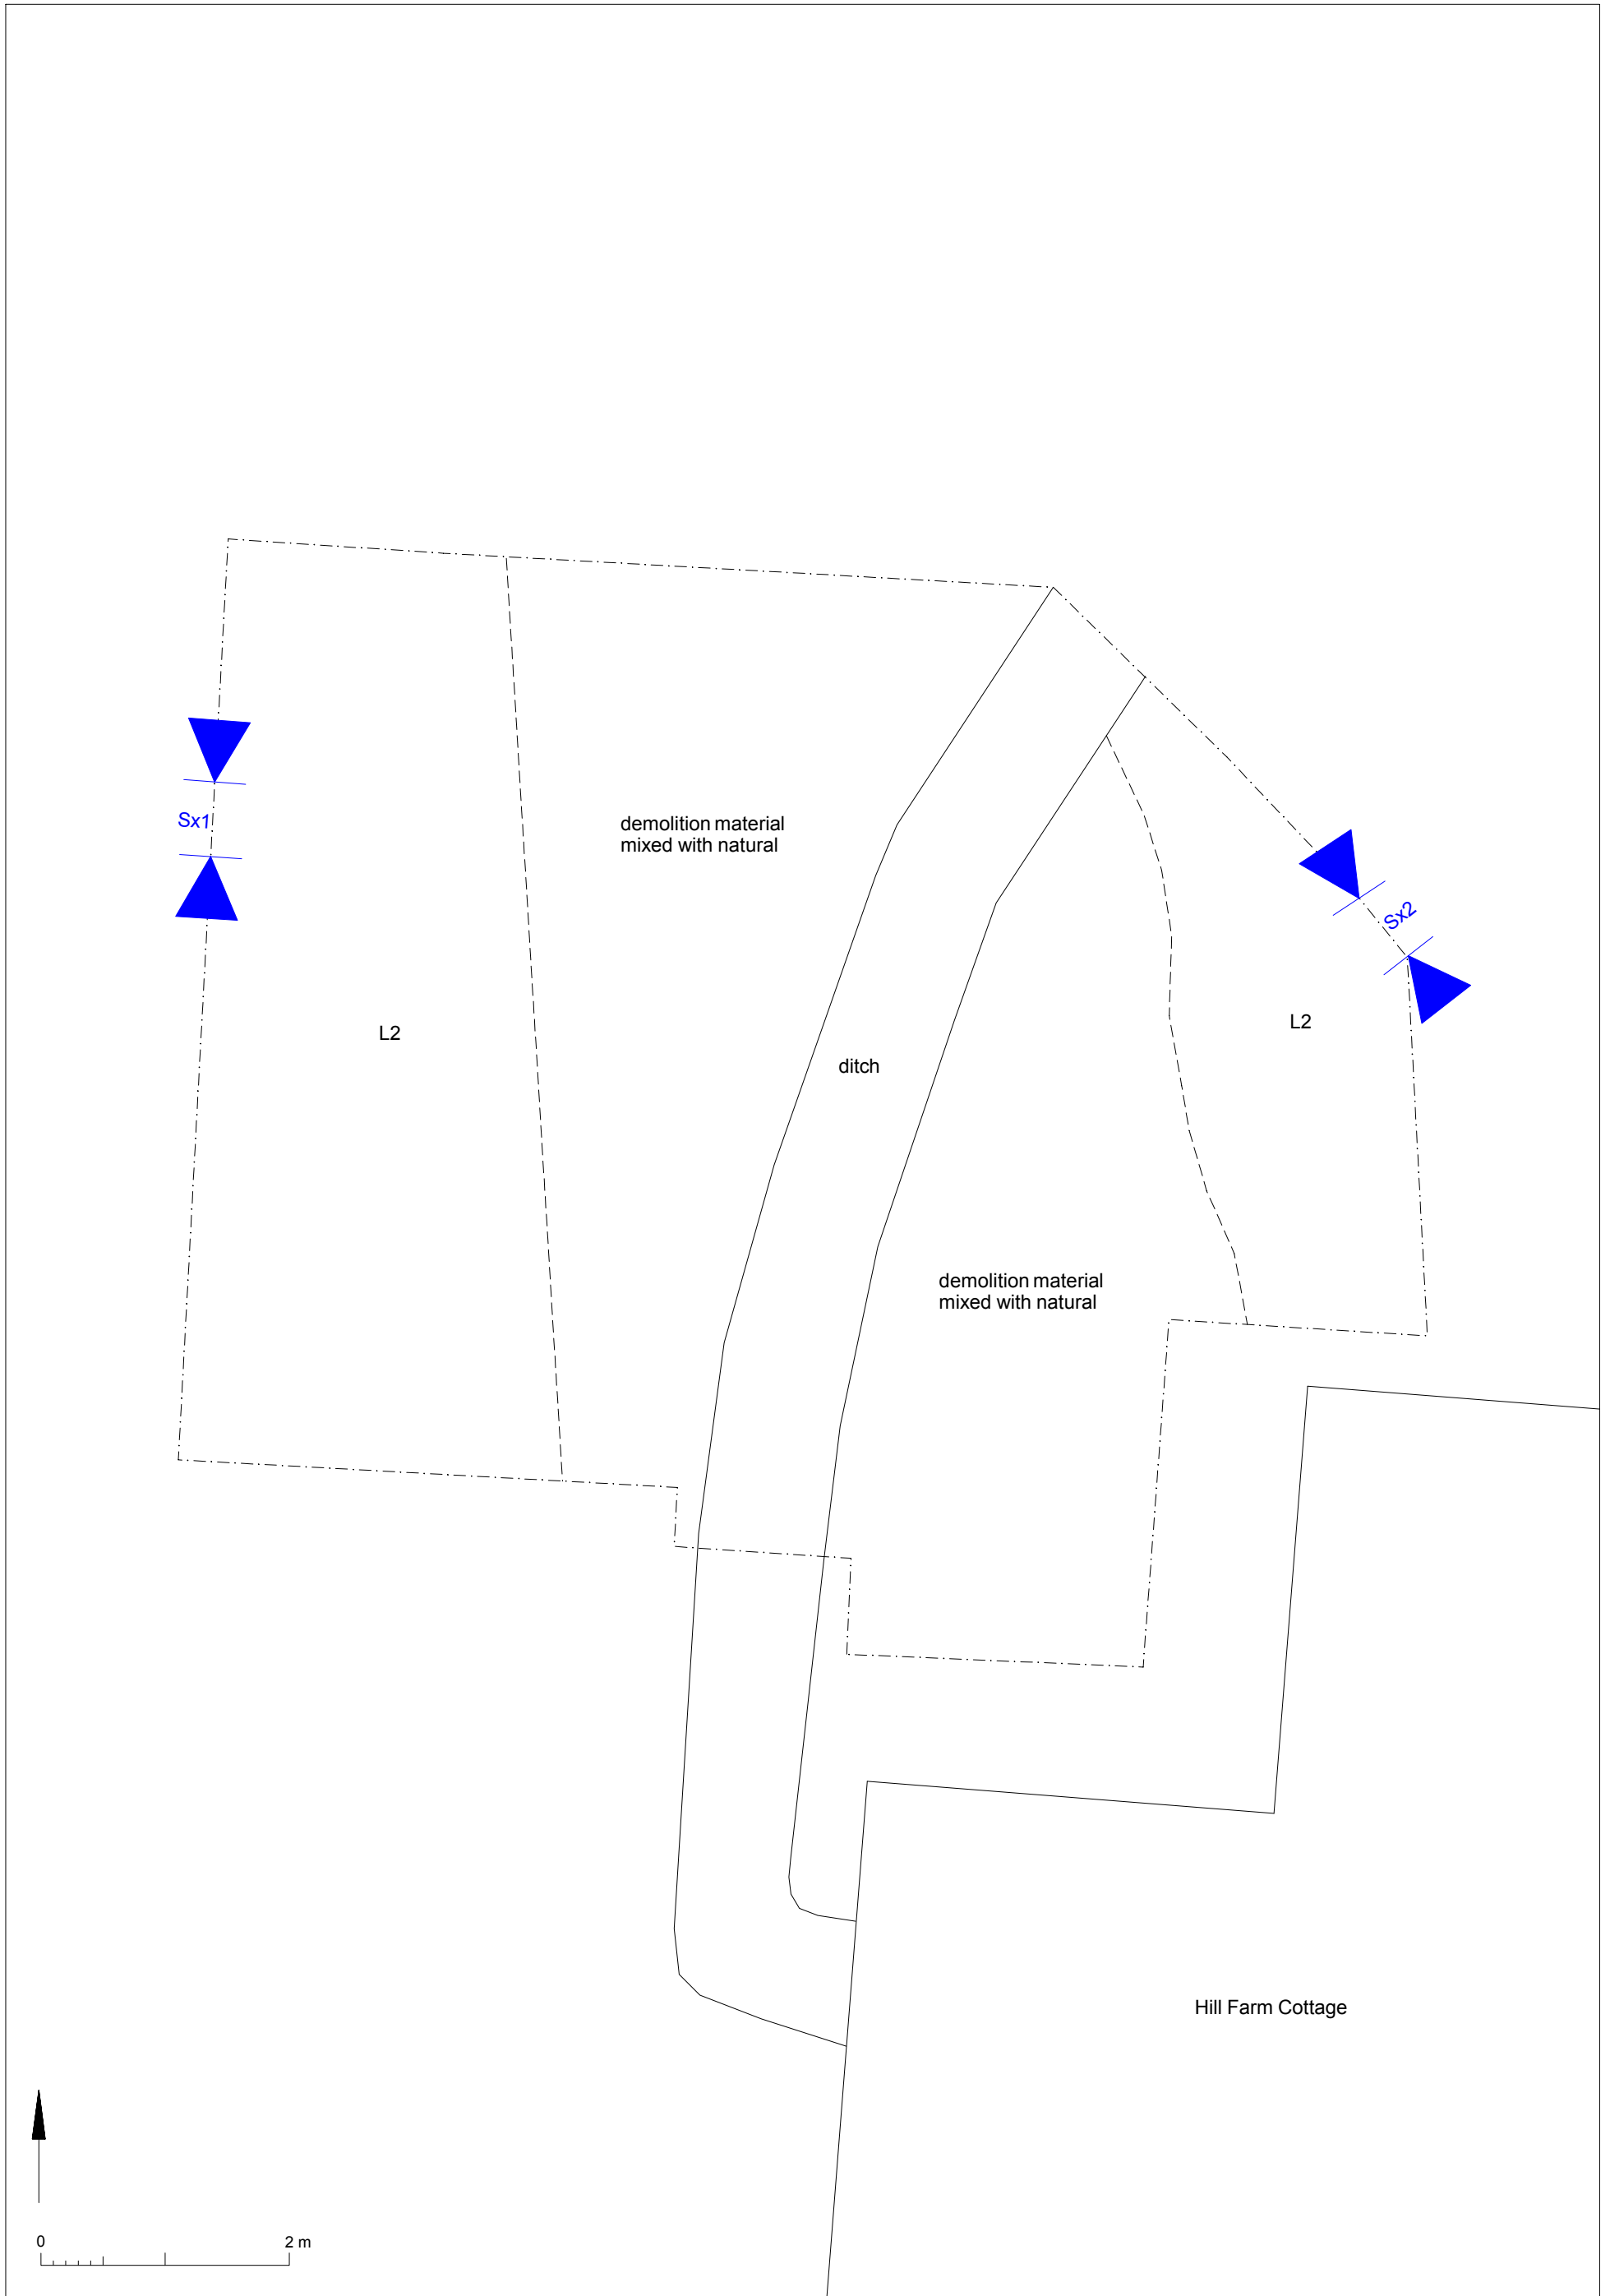 Sx1
demolition material
mixed with natural
Sx2
L2
L2
ditch
demolition material
mixed with natural
Hill Farm Cottage
0
2 m